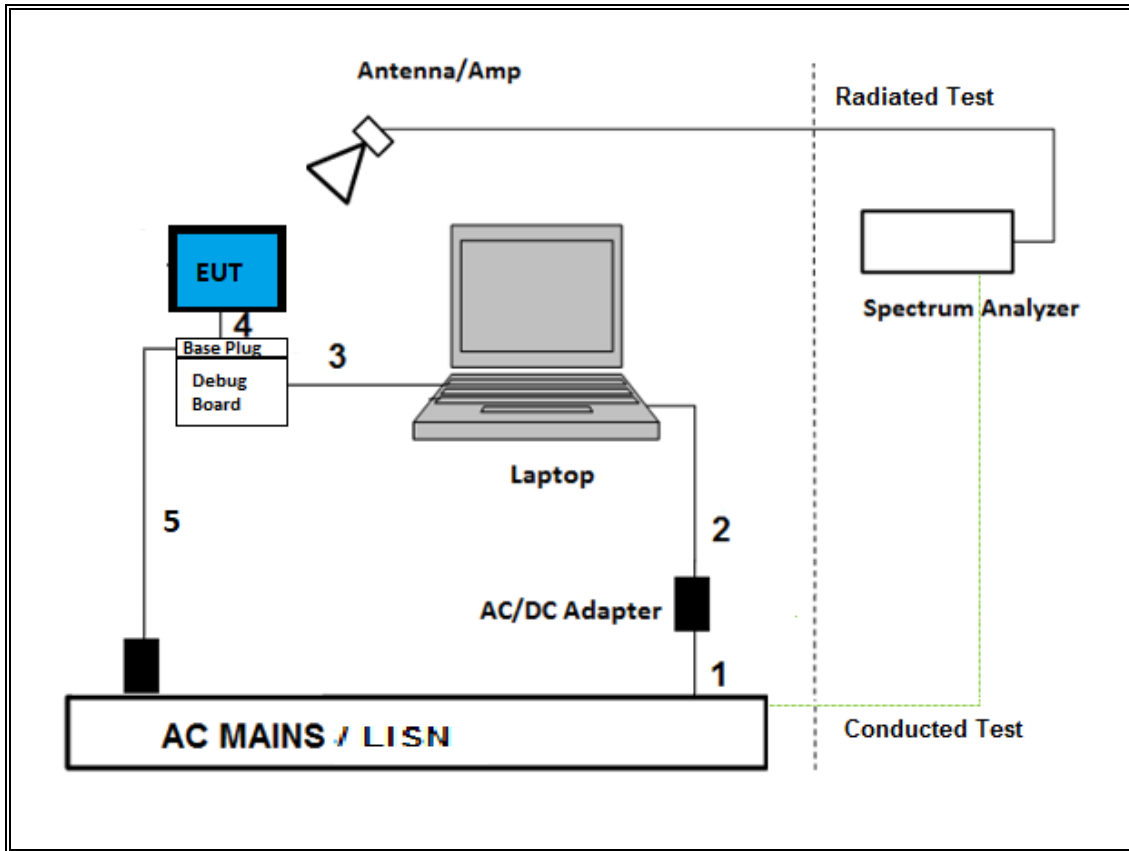 Antenna/Amp
Radiated Test
EUT
4
Base Plug
Debug
Board
3
Laptop
Spectrum Analyzer
5
2
AC/DC Adapter
1
AC MAINS / LISN
Conducted Test